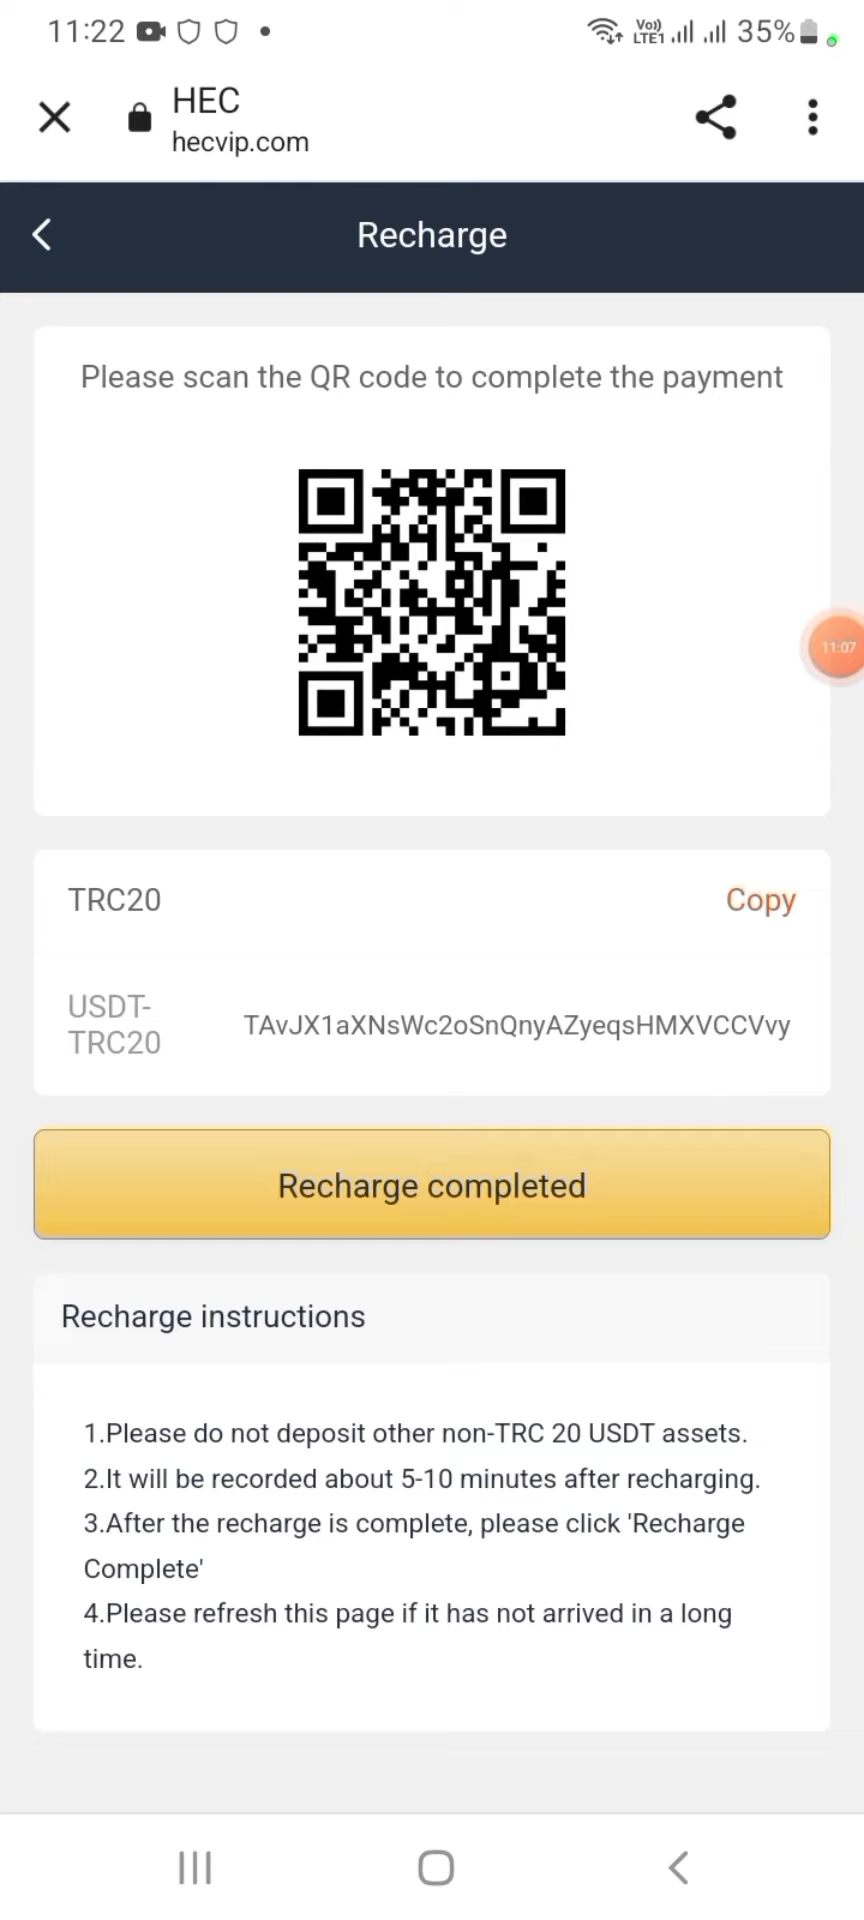 11:22
Vo))
LTE1
35%
HEC
hecvip.com
Recharge
Please scan the QR code to complete the payment
11:07
TRC20
Copy
USDT-
TRC20
TAvJX1aXNsWc2oSnQnyAZyeqsHMXVCCVvy
Recharge completed
Recharge instructions
1.Please do not deposit other non-TRC 20 USDT assets.
2.It will be recorded about 5-10 minutes after recharging.
3.After the recharge is complete, please click 'Recharge
Complete'
4.Please refresh this page if it has not arrived in a long
time.